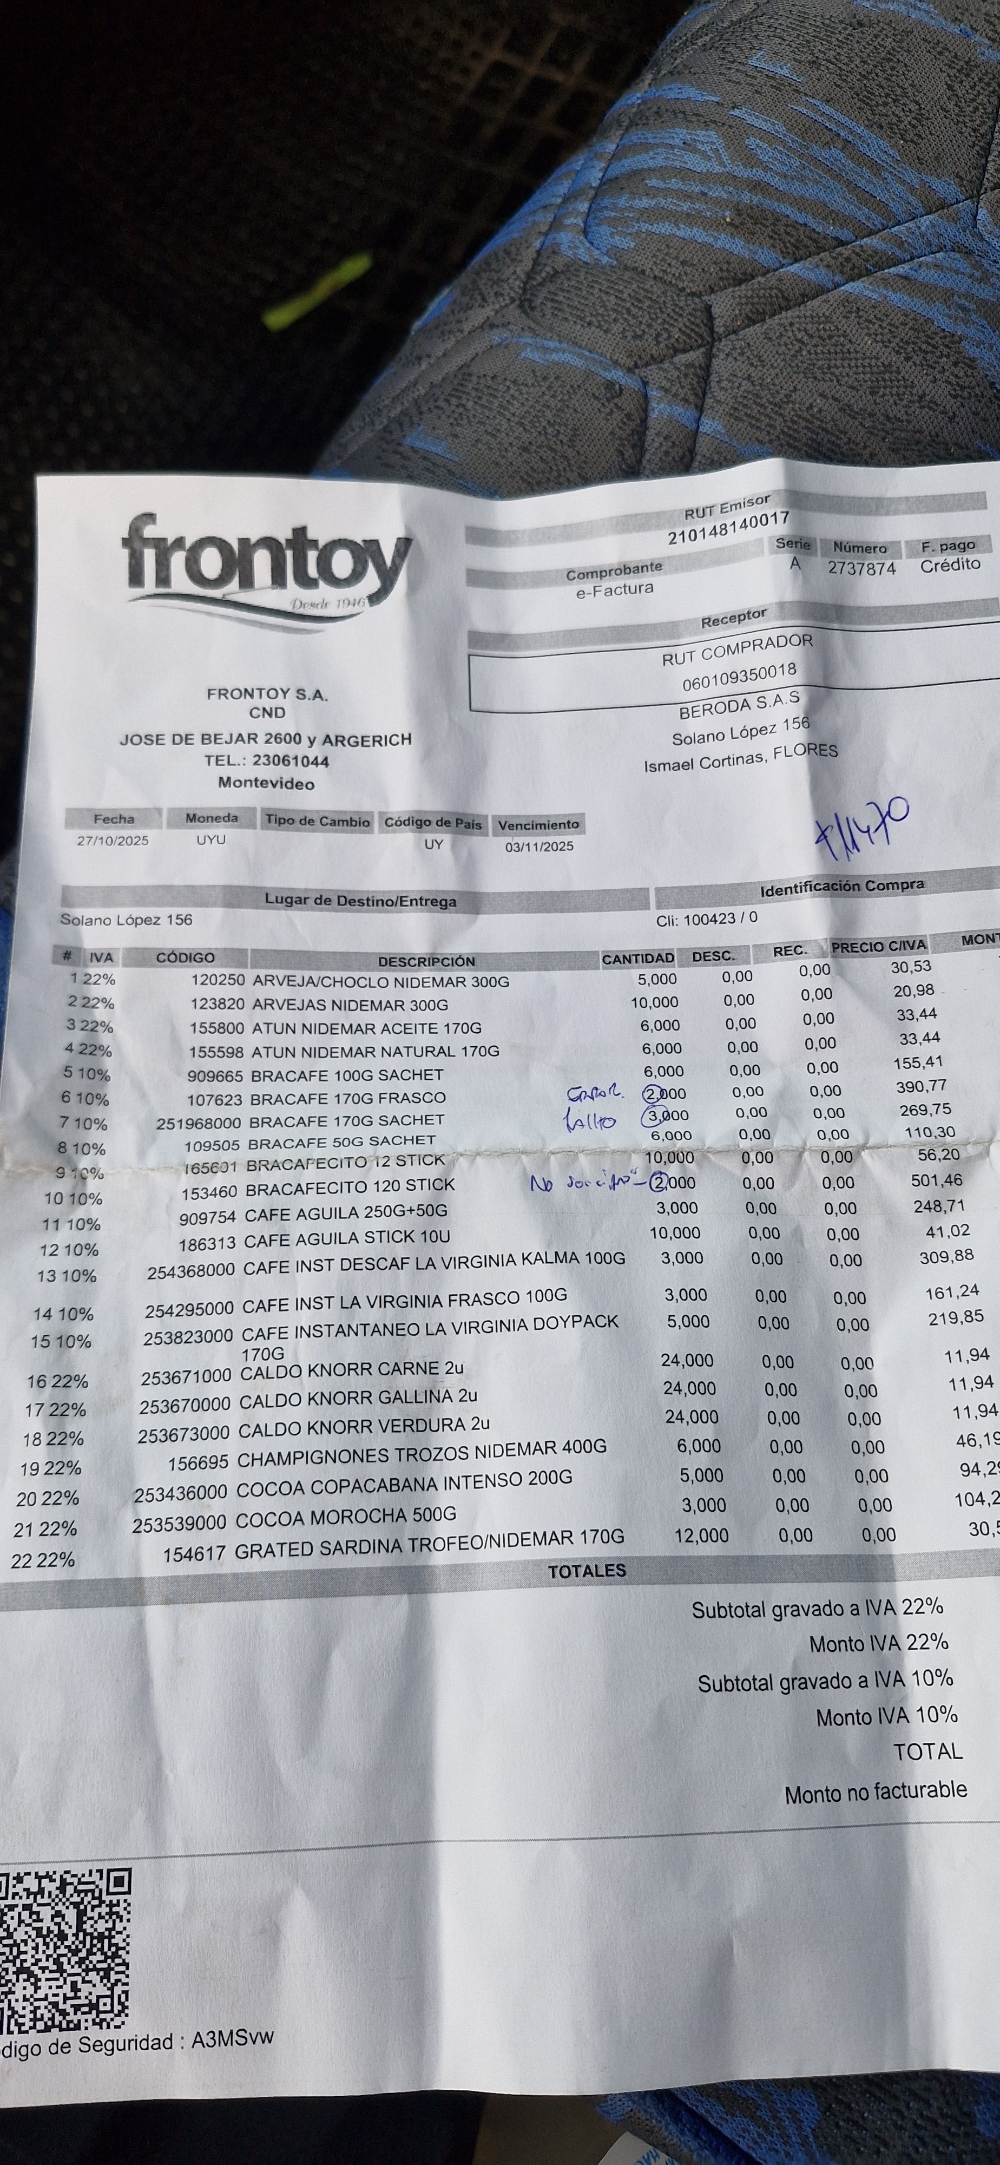 frontoy
Desde 1946
FRONTOY S.A.
CND
JOSE DE BEJAR 2600 y ARGERICH
TEL.: 23061044
Montevideo
RUT Emisor
210148140017
Comprobante Serie Número F. pago
e-Factura A 2737874 Crédito
Receptor
RUT COMPRADOR
060109350018
BERODA S.A.S
Solano López 156
Ismael Cortinas, FLORES
Fecha Moneda Tipo de Cambio Código de País Vencimiento
27/10/2025 UYU UY 03/11/2025
Lugar de Destino/Entrega Identificación Compra
Solano López 156 Cli: 100423 / 0
# IVA CÓDIGO DESCRIPCIÓN CANTIDAD DESC. REC. PRECIO C/IVA MONT
1 22% 120250 ARVEJA/CHOCLO NIDEMAR 300G 5,000 0,00 0,00 30,53
2 22% 123820 ARVEJAS NIDEMAR 300G 10,000 0,00 0,00 20,98
3 22% 155800 ATUN NIDEMAR ACEITE 170G 6,000 0,00 0,00 33,44
4 22% 155598 ATUN NIDEMAR NATURAL 170G 6,000 0,00 0,00 33,44
5 10% 909665 BRACAFE 100G SACHET 6,000 0,00 0,00 155,41
6 10% 107623 BRACAFE 170G FRASCO 2,000 0,00 0,00 390,77
7 10% 251968000 BRACAFE 170G SACHET 3,000 0,00 0,00 269,75
8 10% 109505 BRACAFE 50G SACHET 6,000 0,00 0,00 110,30
9 10% 165601 BRACAFECITO 12 STICK 10,000 0,00 0,00 56,20
10 10% 153460 BRACAFECITO 120 STICK No 2,000 0,00 0,00 501,46
11 10% 909754 CAFE AGUILA 250G+50G 3,000 0,00 0,00 248,71
12 10% 186313 CAFE AGUILA STICK 10U 10,000 0,00 0,00 41,02
13 10% 254368000 CAFE INST DESCAF LA VIRGINIA KALMA 100G 3,000 0,00 0,00 309,88
14 10% 254295000 CAFE INST LA VIRGINIA FRASCO 100G 3,000 0,00 0,00 161,24
15 10% 253823000 CAFE INSTANTANEO LA VIRGINIA DOYPACK 5,000 0,00 0,00 219,85
170G
16 22% 253671000 CALDO KNORR CARNE 2u 24,000 0,00 0,00 11,94
17 22% 253670000 CALDO KNORR GALLINA 2u 24,000 0,00 0,00 11,94
18 22% 253673000 CALDO KNORR VERDURA 2u 24,000 0,00 0,00 11,94
19 22% 156695 CHAMPIGNONES TROZOS NIDEMAR 400G 6,000 0,00 0,00 46,19
20 22% 253436000 COCOA COPACABANA INTENSO 200G 5,000 0,00 0,00 94,2
21 22% 253539000 COCOA MOROCHA 500G 3,000 0,00 0,00 104,2
22 22% 154617 GRATED SARDINA TROFEO/NIDEMAR 170G 12,000 0,00 0,00 30,5
TOTALES
Subtotal gravado a IVA 22%
Monto IVA 22%
Subtotal gravado a IVA 10%
Monto IVA 10%
TOTAL
Monto no facturable
digo de Seguridad : A3MSvw